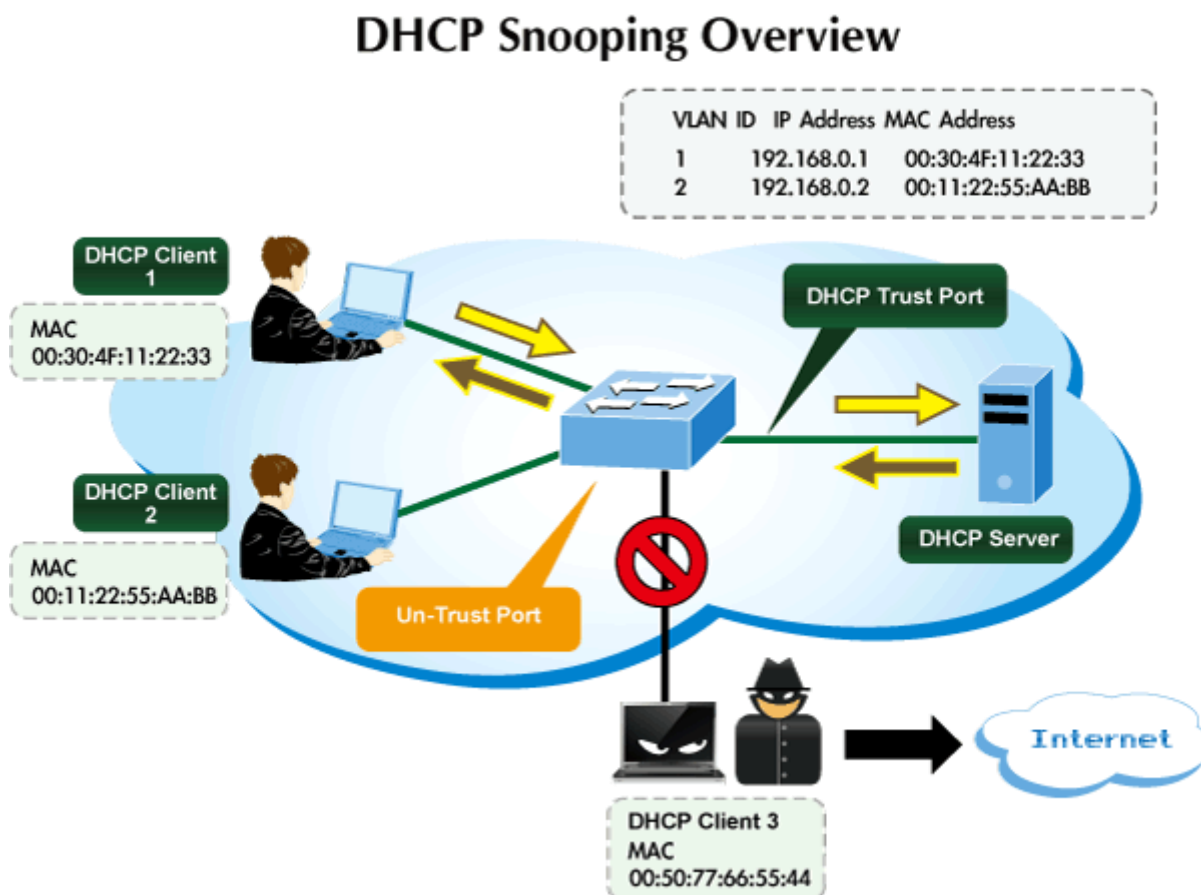 DHCP Snooping Overview
VLAN ID IP Address MAC Address
1 192.168.0.1 00:30:4F:11:22:33
2 192.168.0.2 00:11:22:55:AA:BB
DHCP Client
1
MAC
00:30:4F:11:22:33
DHCP Trust Port
DHCP Client
2
MAC
00:11:22:55:AA:BB
Un-Trust Port
DHCP Server
Internet
DHCP Client 3
MAC
00:50:77:66:55:44